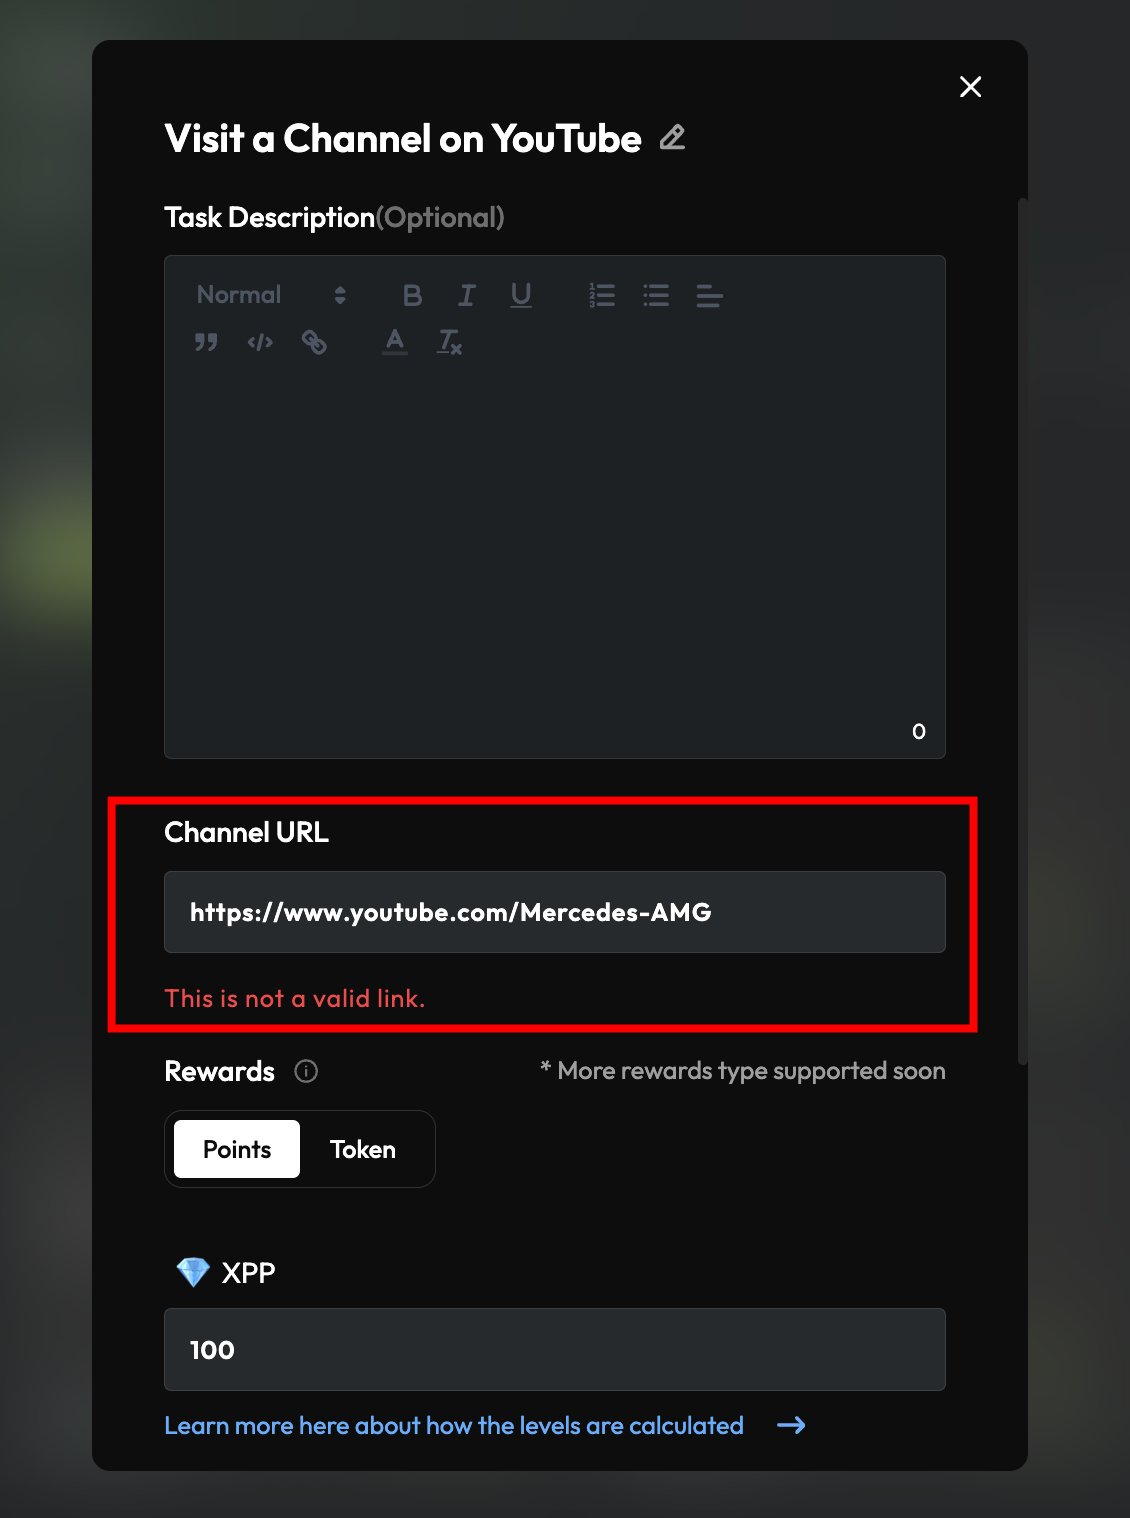 Visit a Channel on YouTube
Task Description(Optional)
Normal
0
Channel URL
https://www.youtube.com/Mercedes-AMG
This is not a valid link.
Rewards
* More rewards type supported soon
Points Token
💎 XPP
100
Learn more here about how the levels are calculated →